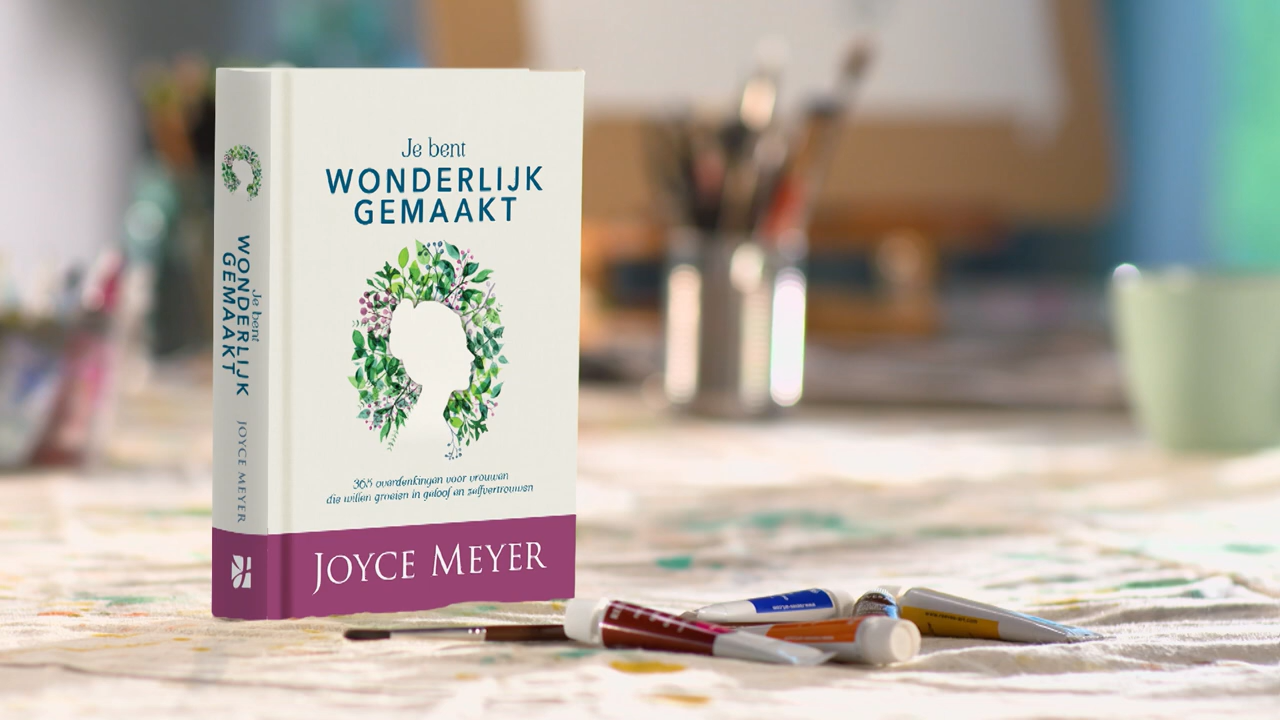 Je bent
WONDERLIJK
GEMAAKT
365 overdenkingen voor vrouwen
die willen groeien in geloof en zelfvertrouwen
JOYCE MEYER
Je bent
WONDERLIJK
GEMAAKT
JOYCE MEYER